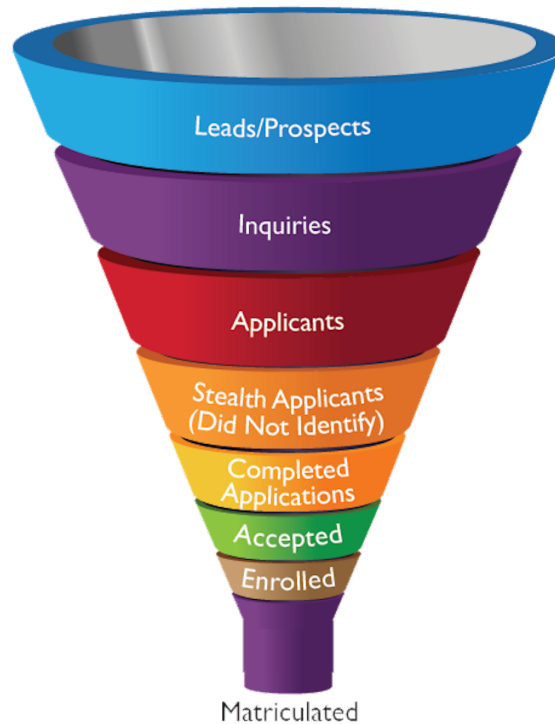 Leads/Prospects
Inquiries
Applicants
Stealth Applicants
(Did Not Identify)
Completed
Applications
Accepted
Enrolled
Matriculated